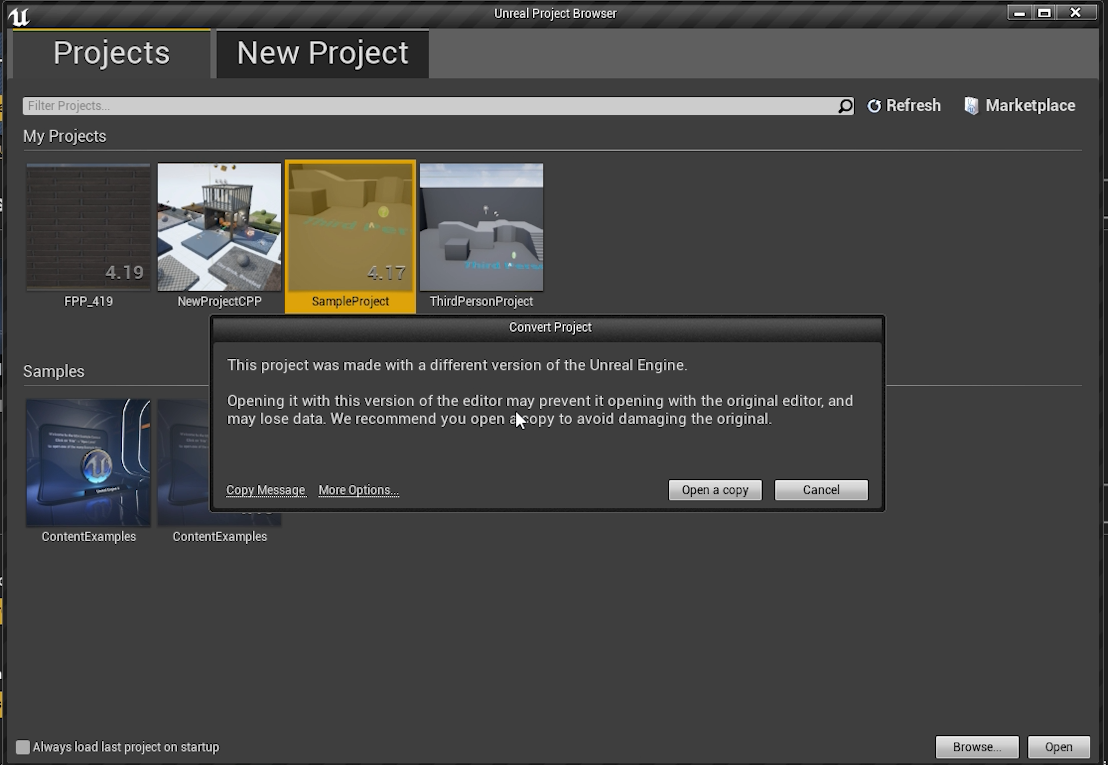 Unreal Project Browser
Projects
New Project
Filter Projects...
Refresh
Marketplace
My Projects
4.19
4.17
FPP_419
NewProjectCPP
SampleProject
ThirdPersonProject
Convert Project
This project was made with a different version of the Unreal Engine.
Opening it with this version of the editor may prevent it opening with the original editor, and
may lose data. We recommend you open a copy to avoid damaging the original.
Copy Message
More Options...
Open a copy
Cancel
Samples
ContentExamples
ContentExamples
Always load last project on startup
Browse...
Open